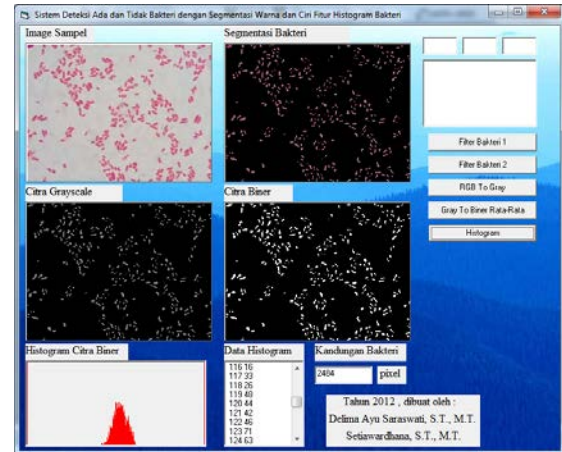 Sistem Deteksi Ada dan Tidak Bakteri dengan Segmentasi Warna dan Ciri Fitur Histogram Bakteri
Image Sampel
Segmentasi Bakteri
Filter Bakteri 1
Filter Bakteri 2
RGB To Gray
Gray To Biner Rata-Rata
Histogram
Citra Grayscale
Citra Biner
Histogram Citra Biner
Data Histogram
Kandungan Bakteri
116 16
117 33
118 26
119 49
120 44
121 42
122 46
123 71
124 63
2484 pixel
Tahun 2012 , dibuat oleh :
Delima Ayu Saraswati, S.T., M.T.
Setiawardhana, S.T., M.T.